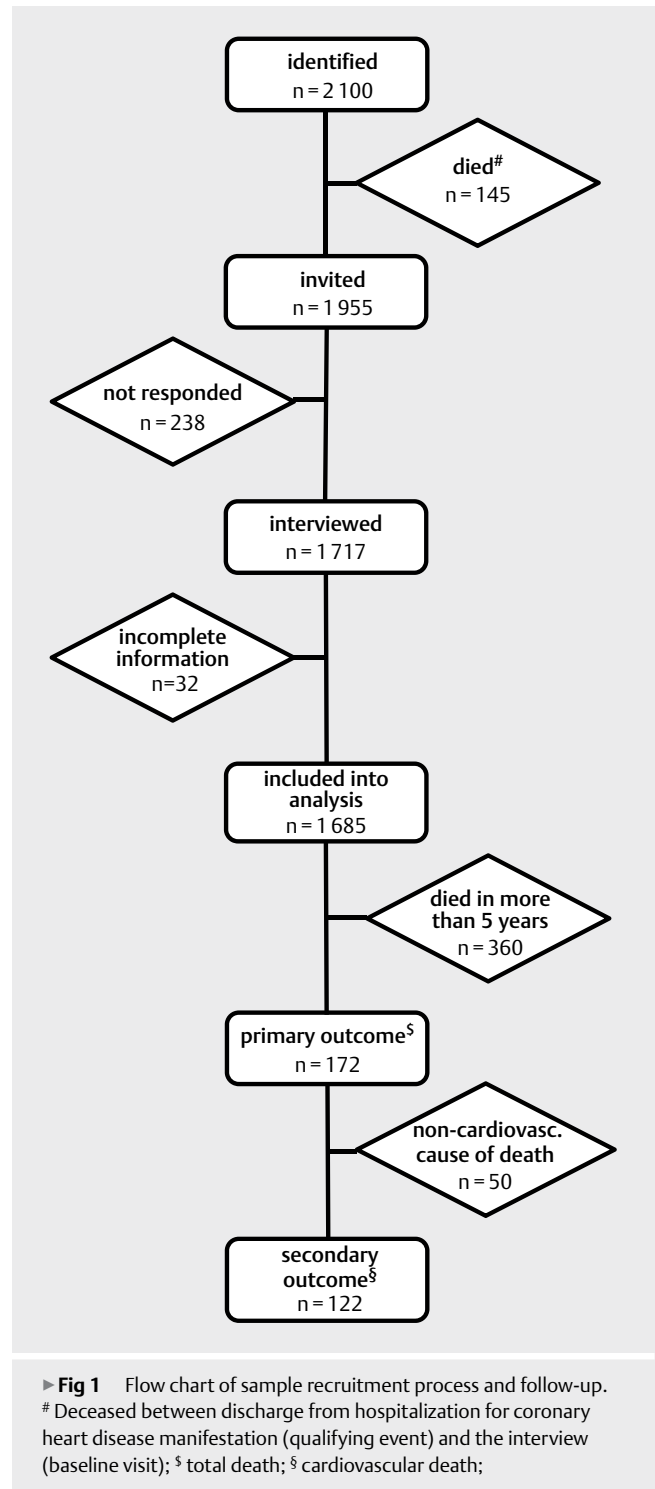 identified
n = 2 100
died#
n = 145
invited
n = 1 955
not responded
n = 238
interviewed
n = 1 717
incomplete
information
n=32
included into
analysis
n = 1 685
died in more
than 5 years
n = 360
primary outcome$
n = 172
non-cardiovasc.
cause of death
n = 50
secondary
outcome§
n = 122
▶Fig 1 Flow chart of sample recruitment process and follow-up.
# Deceased between discharge from hospitalization for coronary
heart disease manifestation (qualifying event) and the interview
(baseline visit); $ total death; § cardiovascular death;